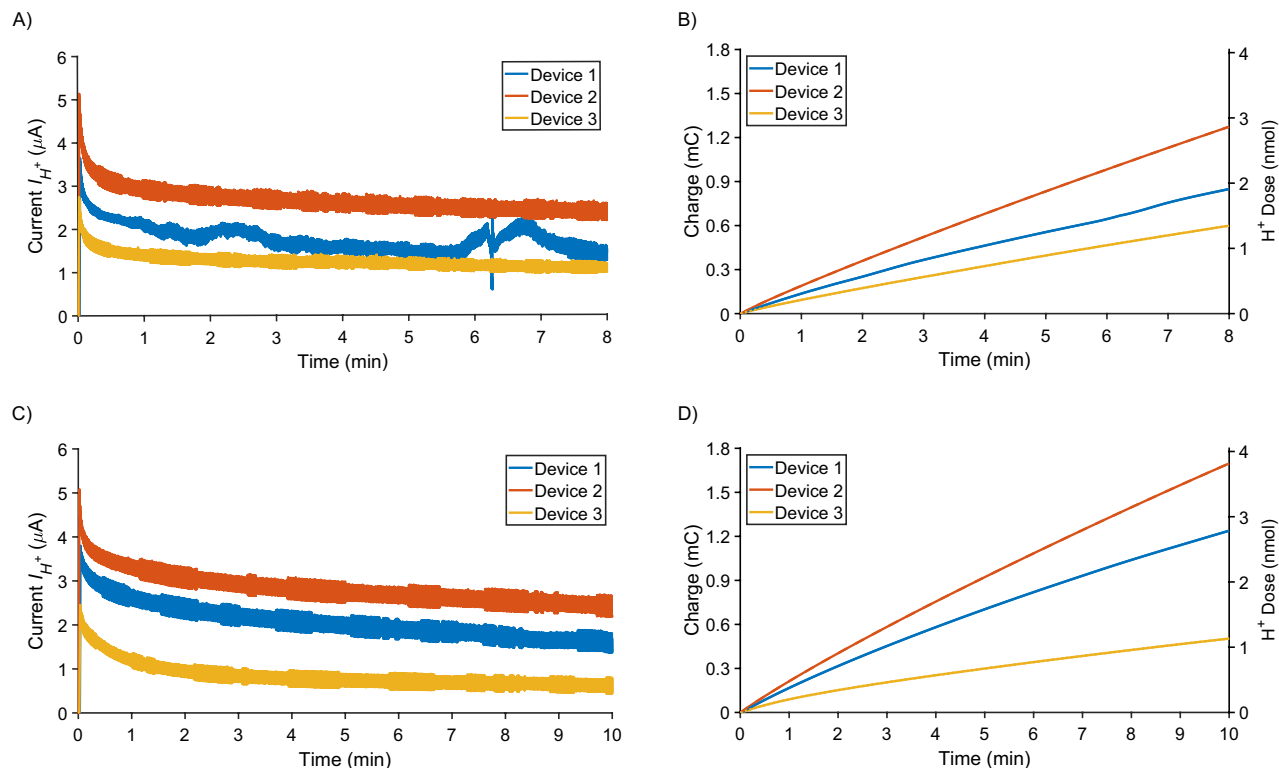 A)
Current I_H+ (μA)
6
5
4
3
2
1
0
0 1 2 3 4 5 6 7 8
Time (min)
Device 1
Device 2
Device 3
B)
Charge (mC)
1.8
1.5
1.2
0.9
0.6
0.3
0
0 1 2 3 4 5 6 7 8
Time (min)
Device 1
Device 2
Device 3
4
3
2
1
0
H+ Dose (nmol)
C)
Current I_H+ (μA)
6
5
4
3
2
1
0
0 1 2 3 4 5 6 7 8 9 10
Time (min)
Device 1
Device 2
Device 3
D)
Charge (mC)
1.8
1.5
1.2
0.9
0.6
0.3
0
0 1 2 3 4 5 6 7 8 9 10
Time (min)
Device 1
Device 2
Device 3
4
3
2
1
0
H+ Dose (nmol)